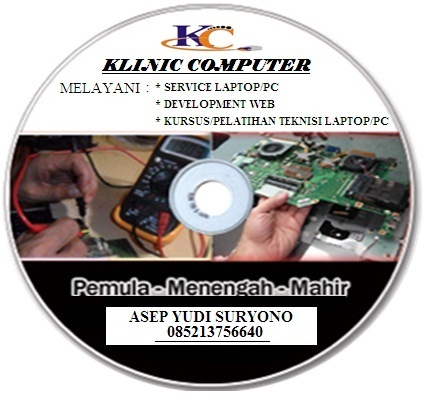 KC
KLINIC COMPUTER
MELAYANI : * SERVICE LAPTOP/PC
* DEVELOPMENT WEB
* KURSUS/PELATIHAN TEKNISI LAPTOP/PC
Pemula - Menengah - Mahir
ASEP YUDI SURYONO
085213756640